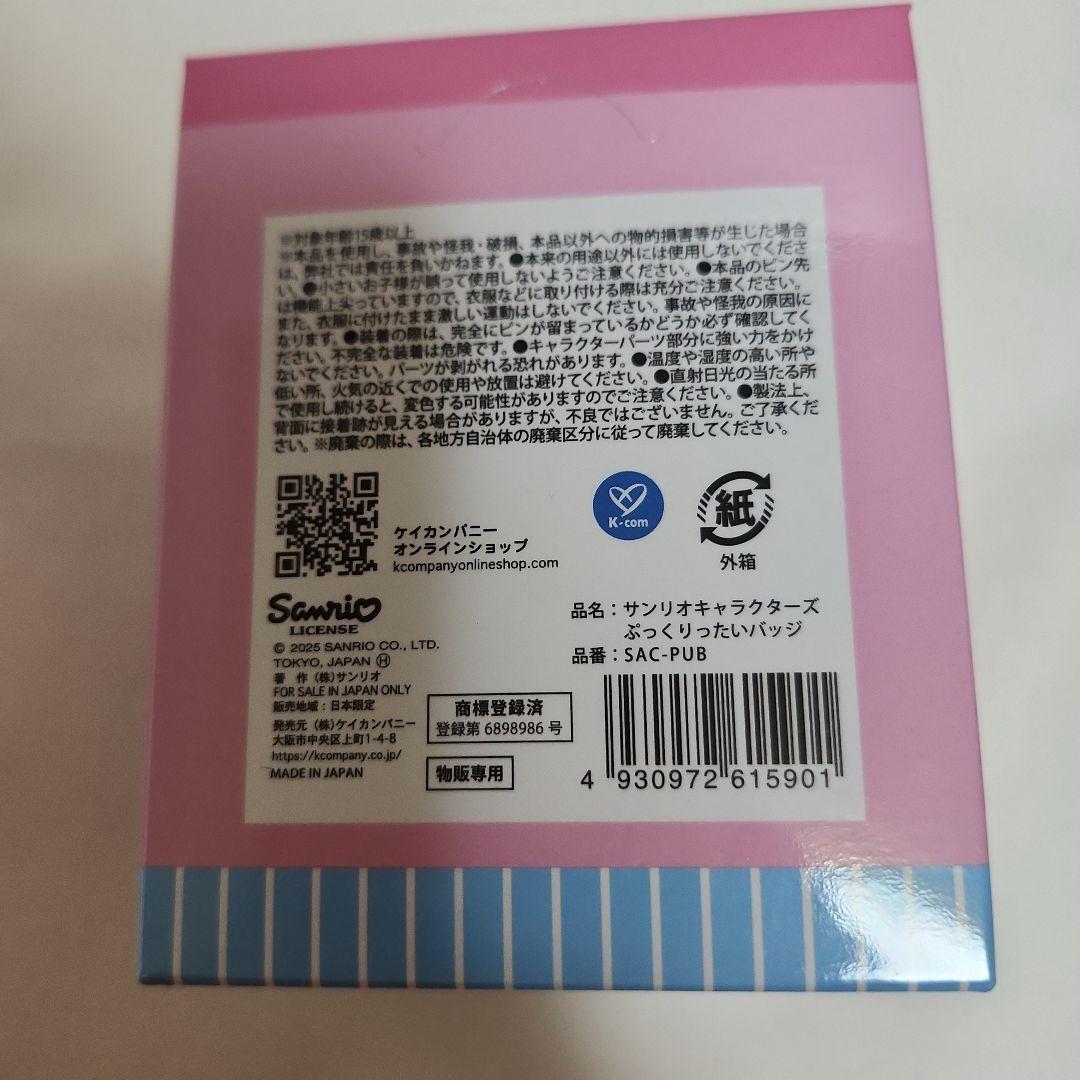 ※対象年齢15歳以上
※本品を使用し、事故や怪我・破損、本品以外への物的損害等が生じた場合
は、弊社では責任を負いかねます。●本来の用途以外には使用しないでくださ
い。●小さいお子様が誤って使用しないようご注意ください。●本品のピン先
は機能上尖っていますので、衣服などに取り付ける際は充分ご注意ください。
また、衣服に付けたまま激しい運動はしないでください。事故や怪我の原因に
なります。●装着の際は、完全にピンが留まっているかどうか必ず確認してく
ださい。不完全な装着は危険です。●キャラクターパーツ部分に強い力をかけ
ないでください。パーツが剥がれる恐れがあります。●温度や湿度の高い所や
低い所、火気の近くでの使用や放置は避けてください。●直射日光の当たる所
で使用し続けると、変色する可能性がありますのでご注意ください。●製法上、
背面に接着跡が見える場合がありますが、不良ではございません。ご了承くだ
さい。※廃棄の際は、各地方自治体の廃棄区分に従って廃棄してください。
ケイカンパニー
オンラインショップ
kcompanyonlineshop.com
K-com
紙
外箱
Sanrio
LICENSE
© 2025 SANRIO CO., LTD.
TOKYO, JAPAN Ⓗ
著 作 (株)サンリオ
FOR SALE IN JAPAN ONLY
販売地域:日本限定
発売元 (株)ケイカンパニー
大阪市中央区上町1-4-8
https://kcompany.co.jp/
MADE IN JAPAN
商標登録済
登録第 6898986 号
物販専用
品名:サンリオキャラクターズ
ぷっくりったいバッジ
品番:SAC-PUB
4 930972 615901